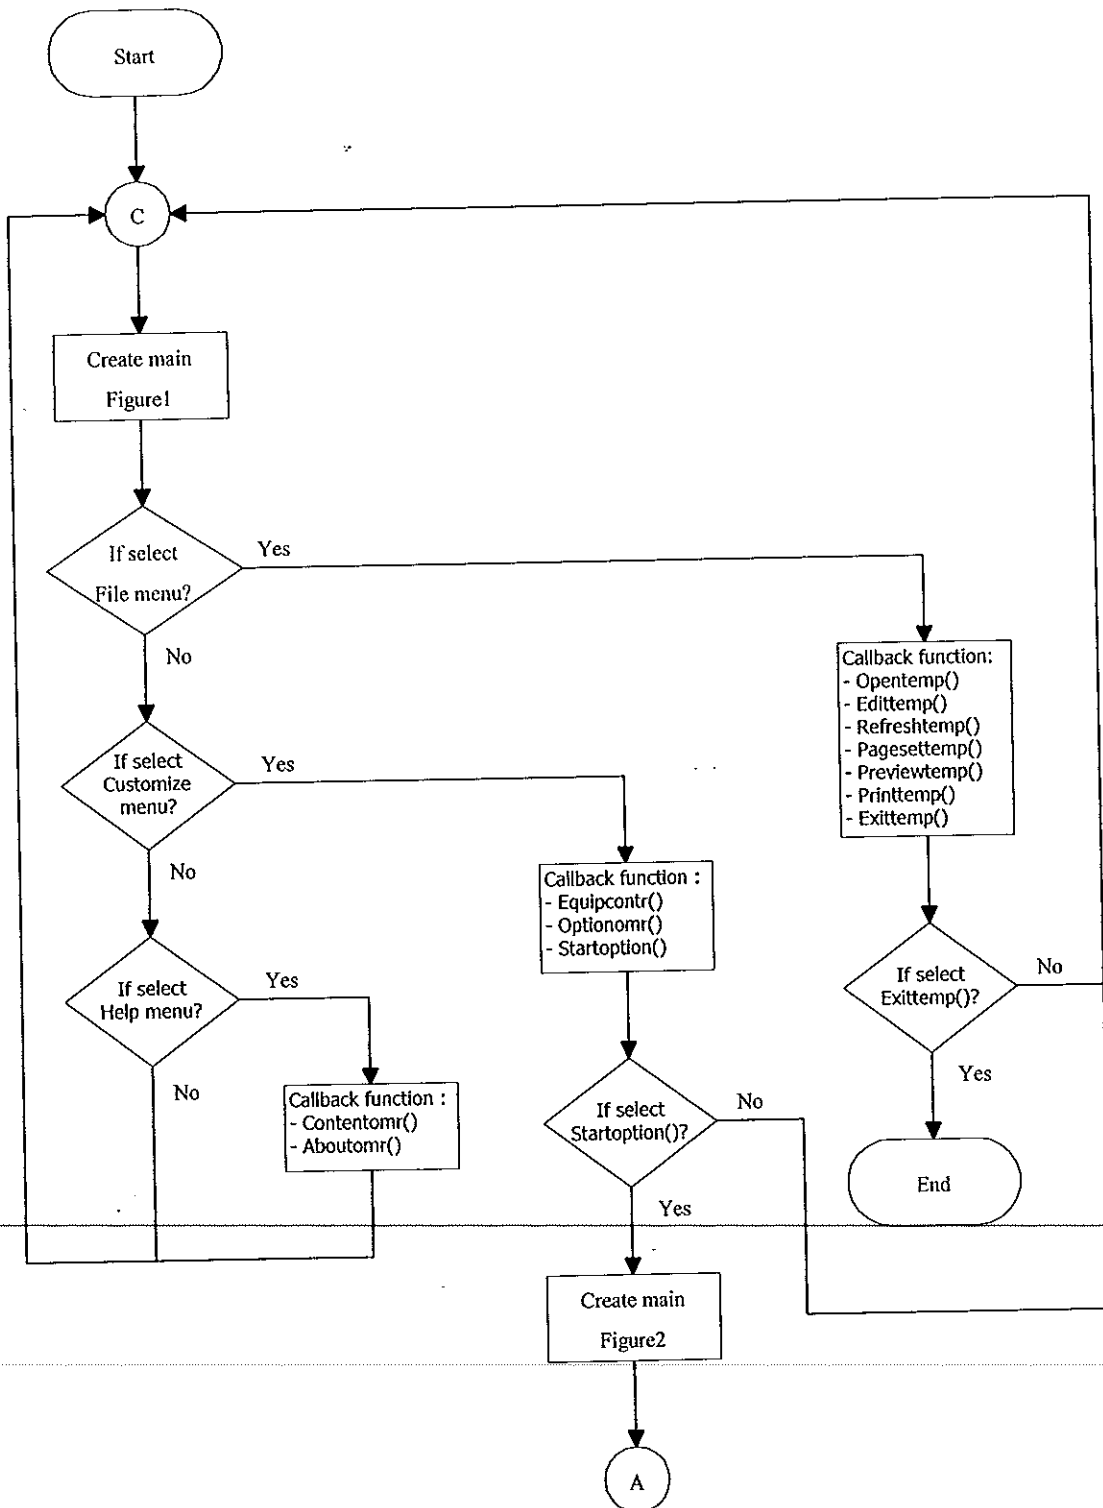 Start
C
Create main
Figure1
If select
File menu?
Yes
No
Callback function:
- Opentemp()
- Edittemp()
- Refreshtemp()
- Pagesettemp()
- Previewtemp()
- Printtemp()
- Exittemp()
If select
Customize
menu?
Yes
No
Callback function :
- Equipcontr()
- Optionomr()
- Startoption()
If select
Exittemp()?
No
Yes
If select
Help menu?
Yes
No
Callback function :
- Contentomr()
- Aboutomr()
If select
Startoption()?
No
Yes
End
Create main
Figure2
A